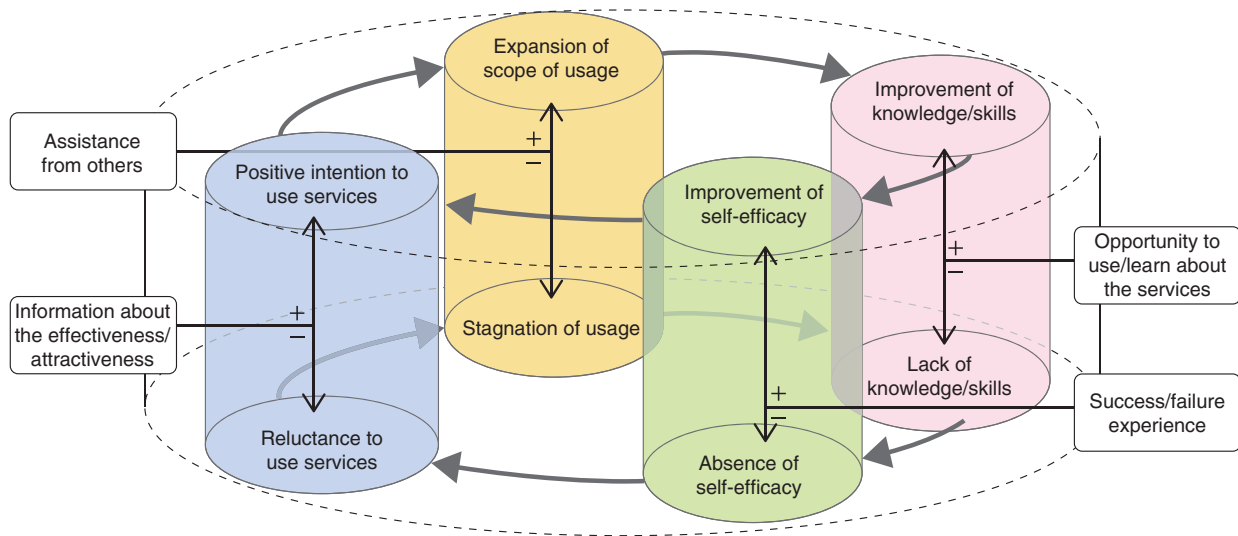 Expansion of
scope of usage
Improvement of
knowledge/skills
Assistance
from others
+
−
Positive intention to
use services
Improvement of
self-efficacy
+
−
Opportunity to
use/learn about
the services
Information about
the effectiveness/
attractiveness
+
−
Stagnation of usage
Lack of
knowledge/skills
+
−
Success/failure
experience
Reluctance to
use services
Absence of
self-efficacy